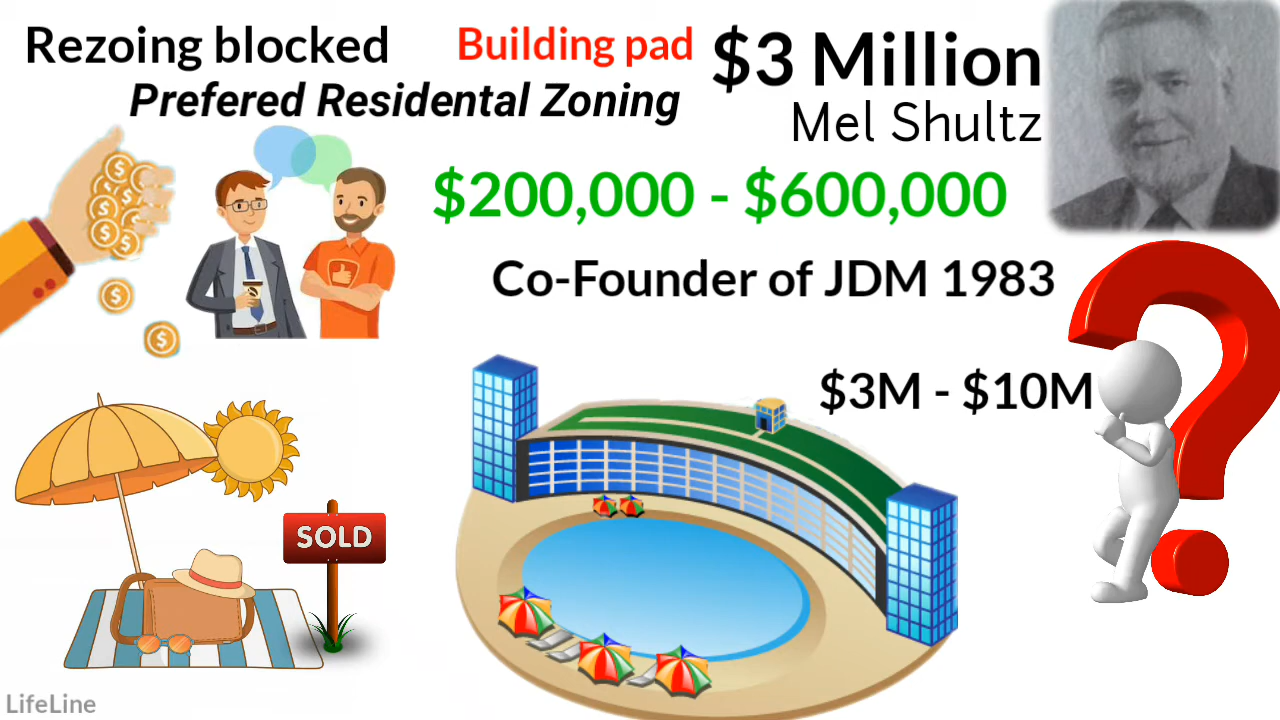 Rezoing blocked
Building pad
$3 Million
Prefered Residental Zoning
Mel Shultz
$200,000 - $600,000
Co-Founder of JDM 1983
$3M - $10M
SOLD
LifeLine